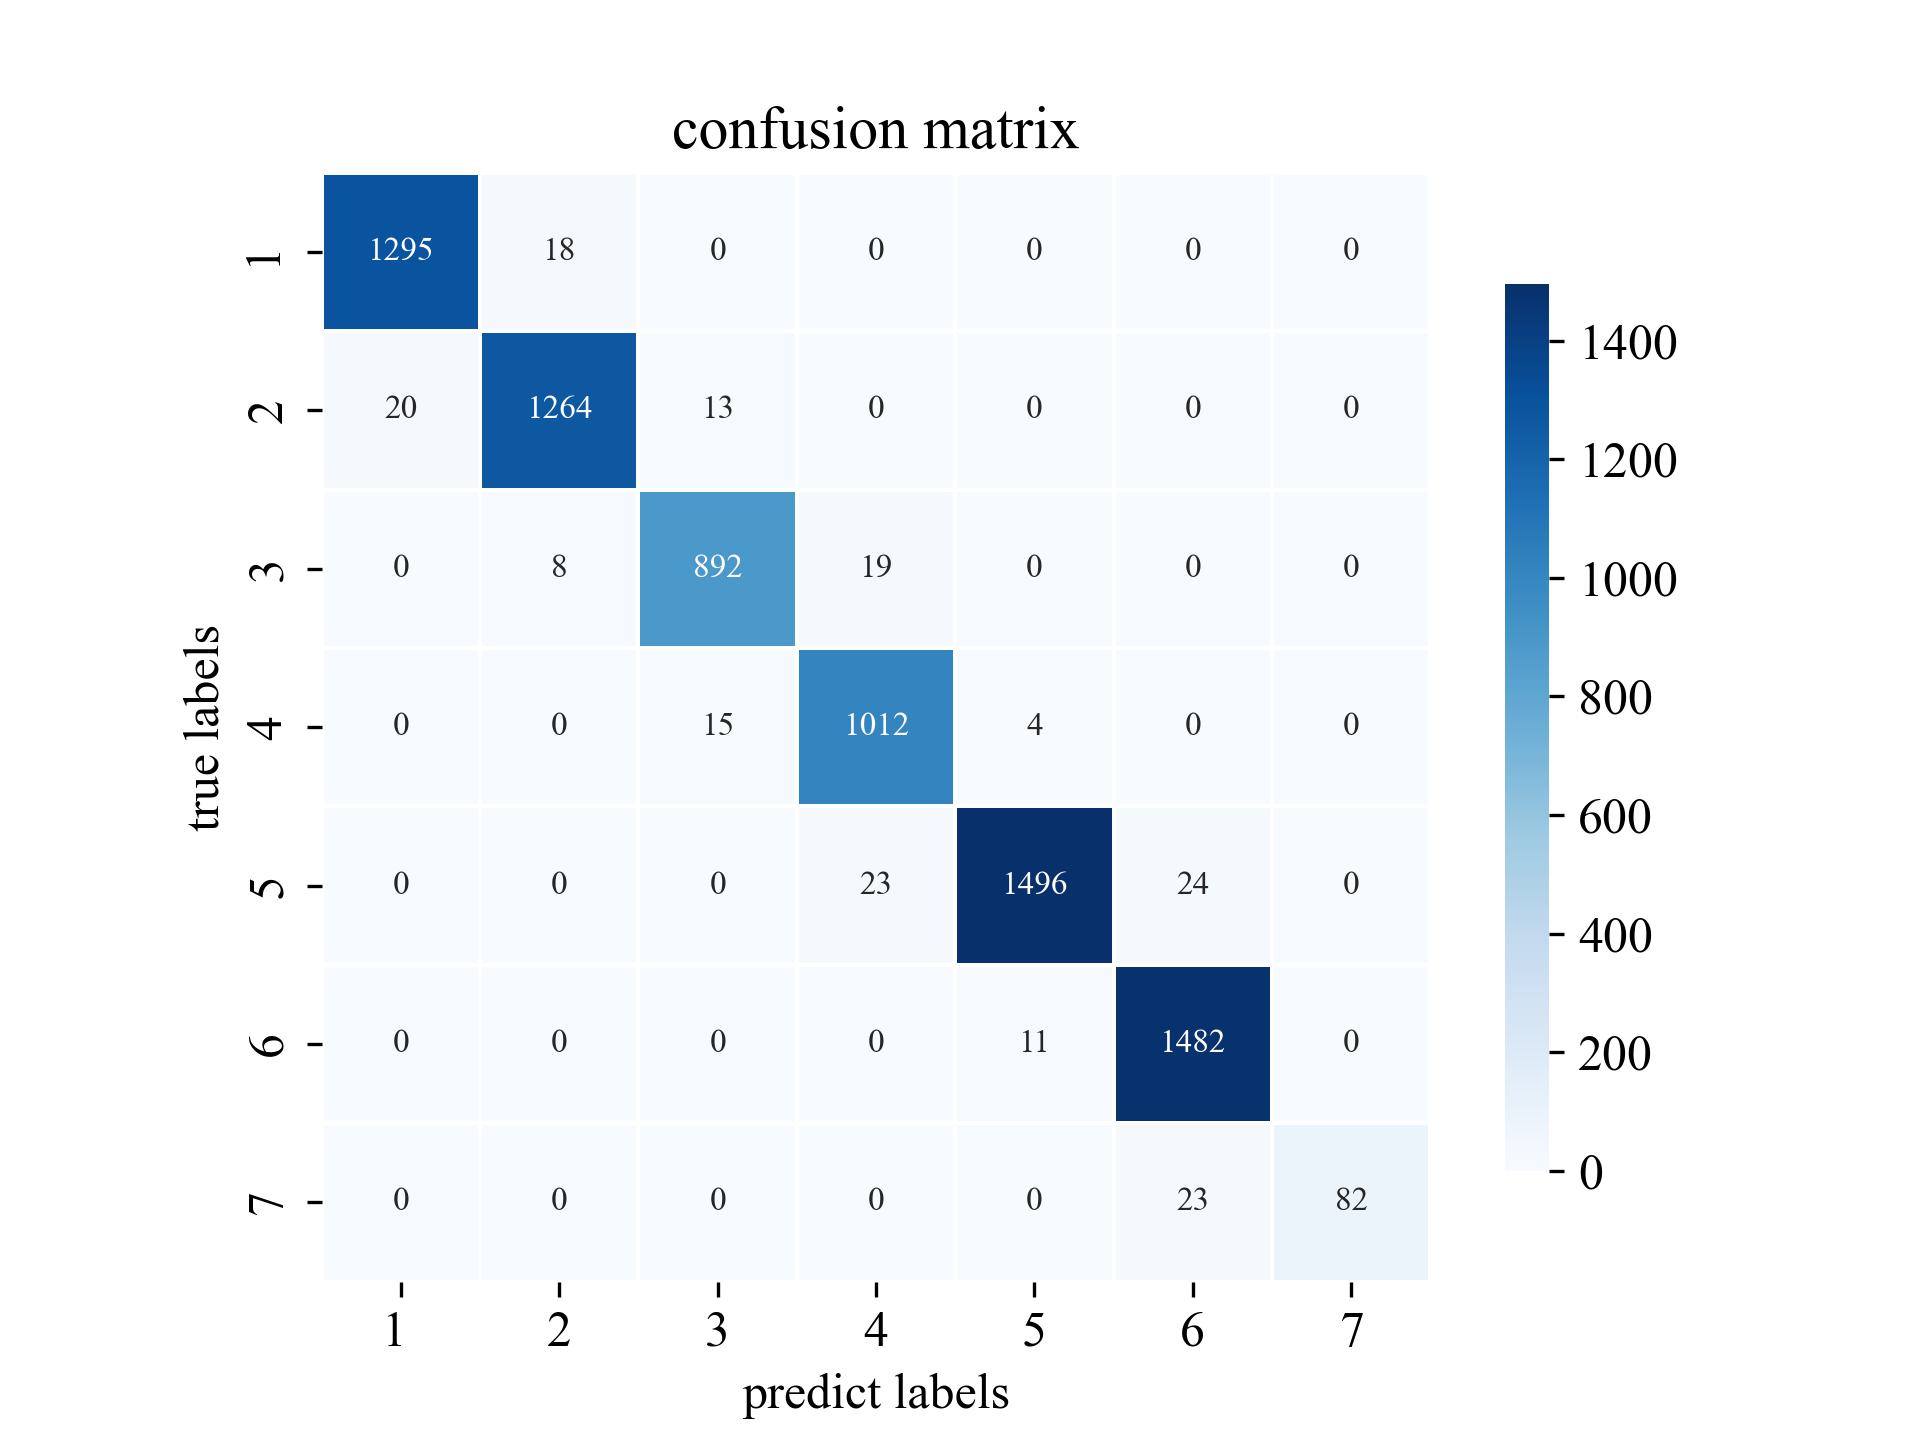 confusion matrix
1 1295 18 0 0 0 0 0
2 20 1264 13 0 0 0 0
3 0 8 892 19 0 0 0
4 0 0 15 1012 4 0 0
5 0 0 0 23 1496 24 0
6 0 0 0 0 11 1482 0
7 0 0 0 0 0 23 82
true labels
1 2 3 4 5 6 7
predict labels
1400
1200
1000
800
600
400
200
0